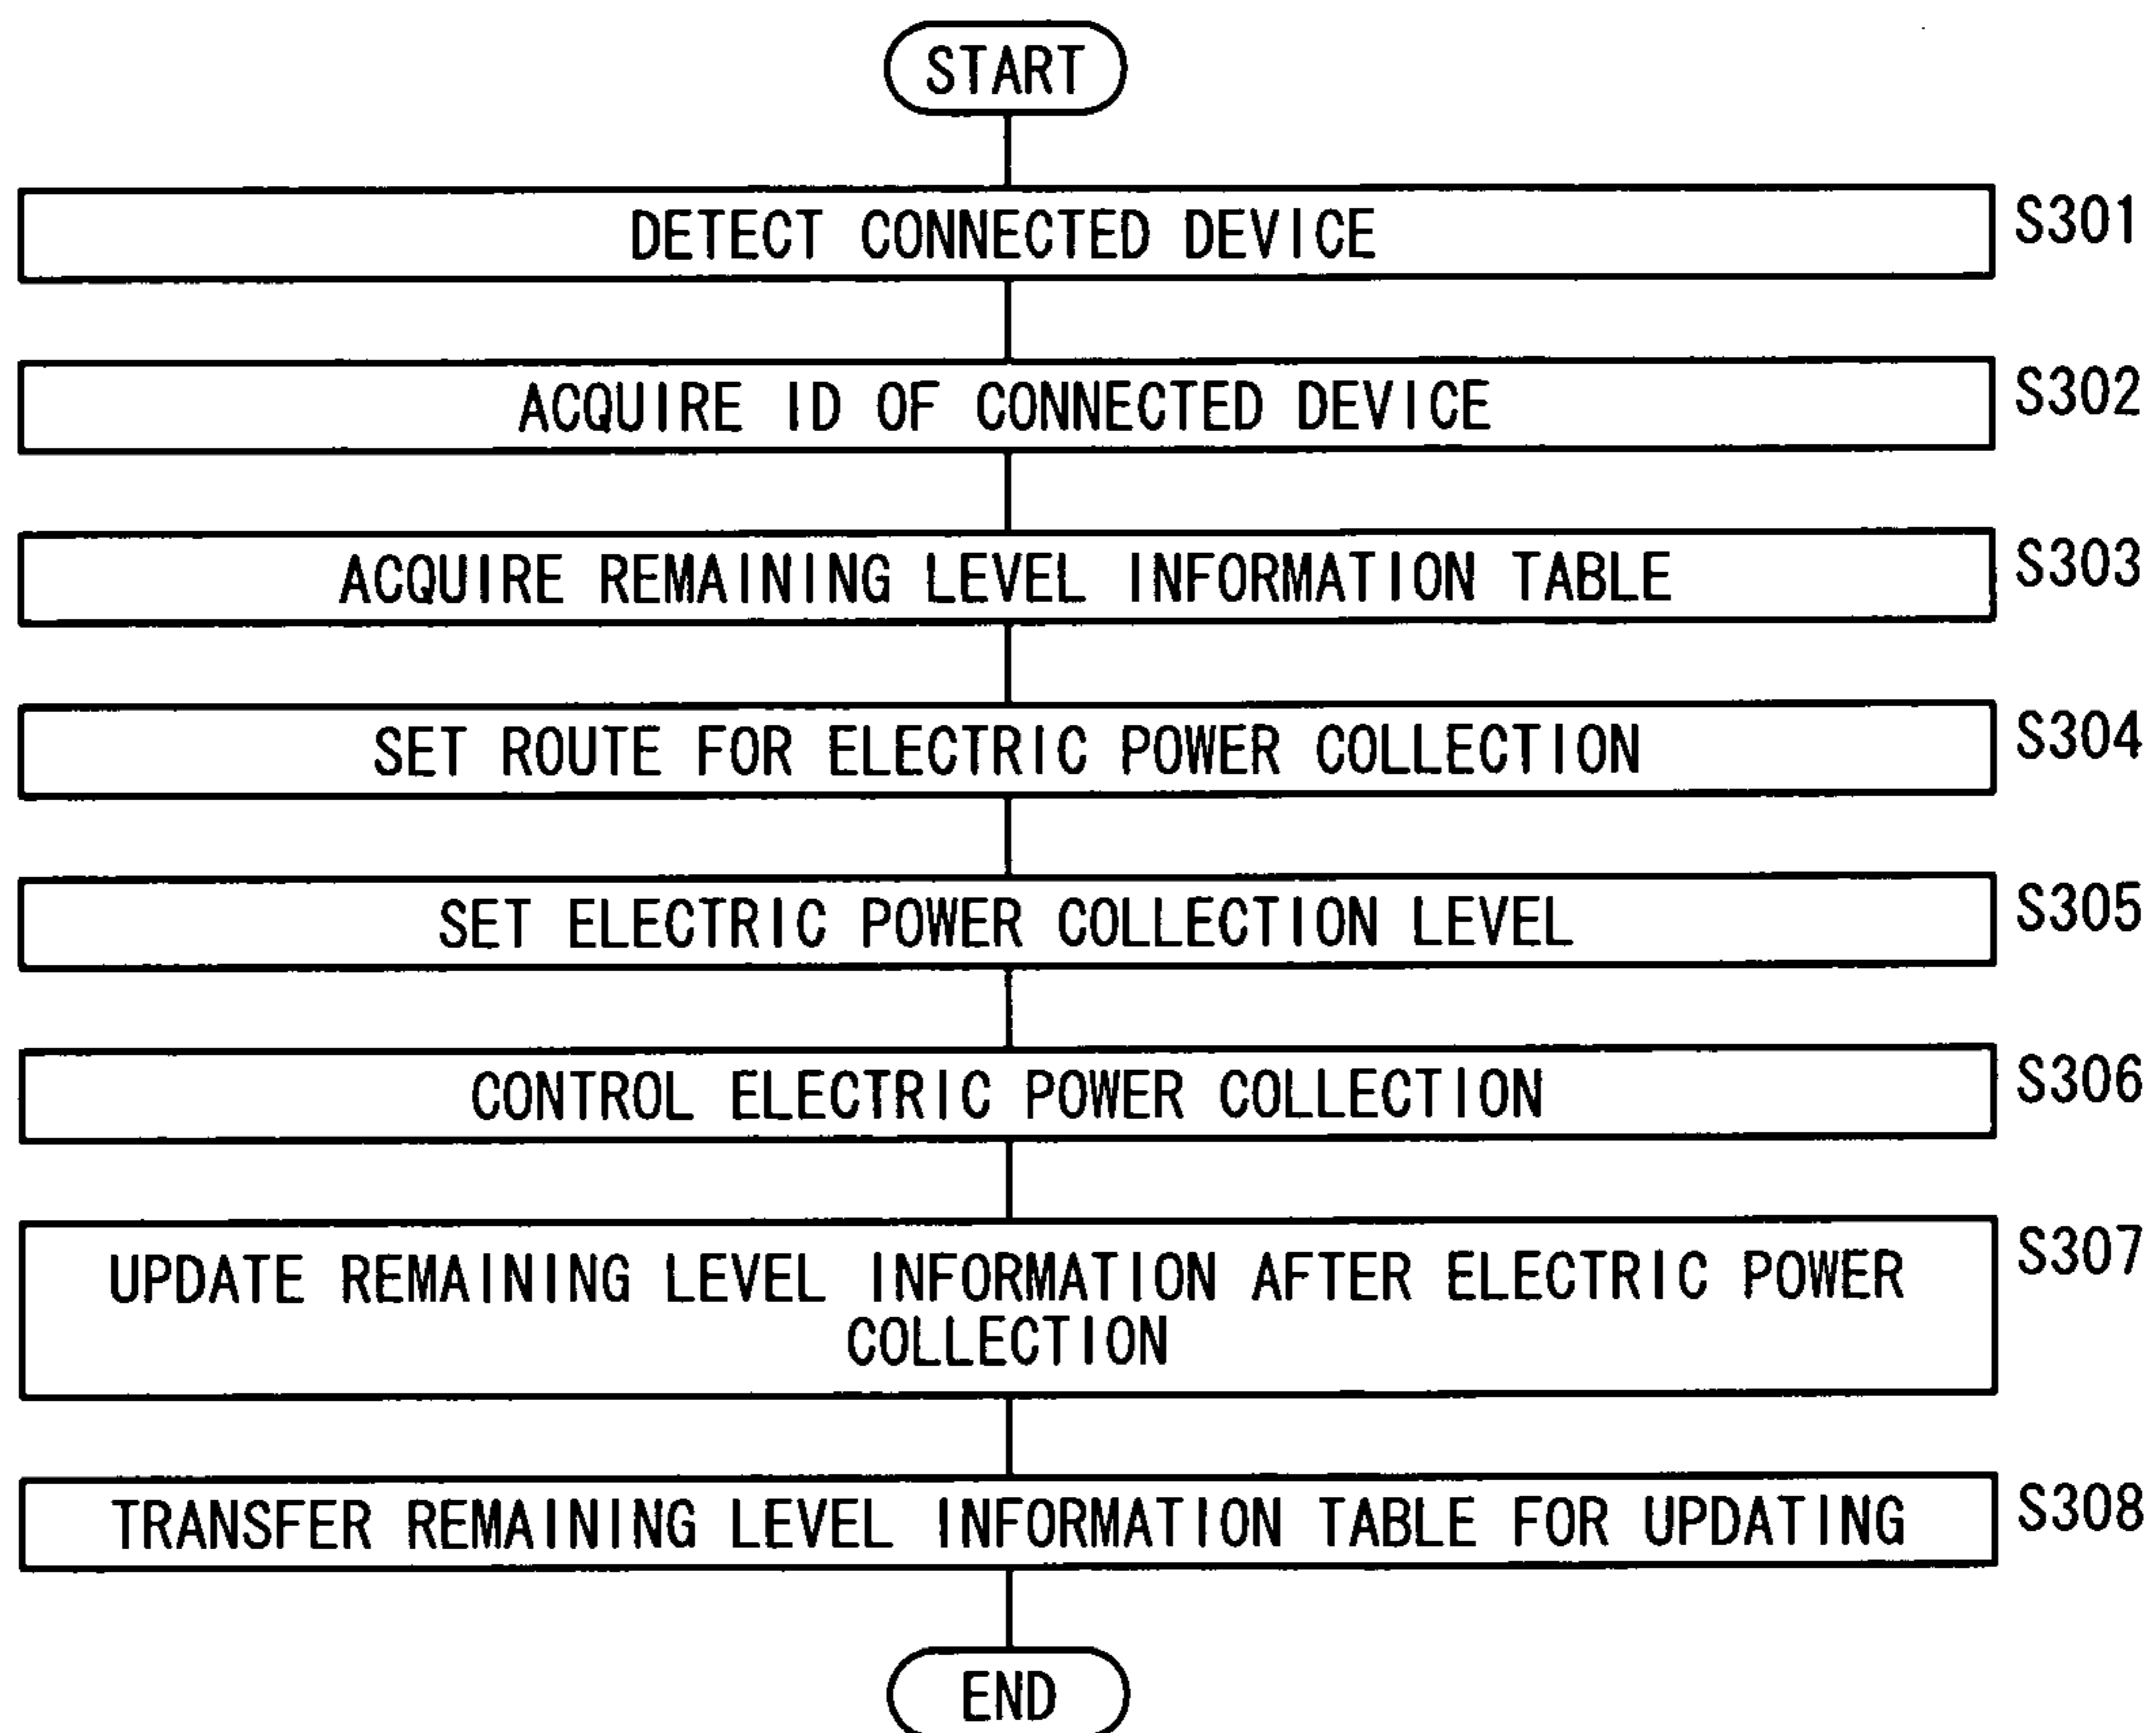 START
DETECT CONNECTED DEVICE S301
ACQUIRE ID OF CONNECTED DEVICE S302
ACQUIRE REMAINING LEVEL INFORMATION TABLE S303
SET ROUTE FOR ELECTRIC POWER COLLECTION S304
SET ELECTRIC POWER COLLECTION LEVEL S305
CONTROL ELECTRIC POWER COLLECTION S306
UPDATE REMAINING LEVEL INFORMATION AFTER ELECTRIC POWER S307
COLLECTION
TRANSFER REMAINING LEVEL INFORMATION TABLE FOR UPDATING S308
END